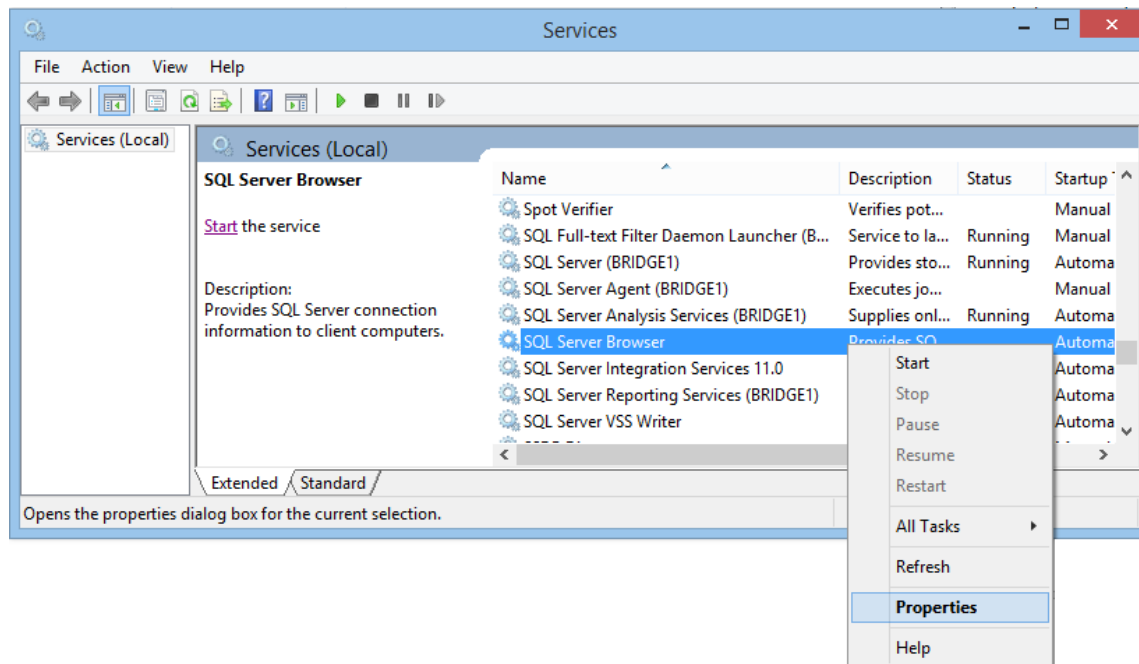 Services
File Action View Help
Services (Local)
Services (Local)
SQL Server Browser
Start the service
Description:
Provides SQL Server connection
information to client computers.
Name Description Status Startup
Spot Verifier Verifies pot... Manual
SQL Full-text Filter Daemon Launcher (B... Service to la... Running Manual
SQL Server (BRIDGE1) Provides sto... Running Automa
SQL Server Agent (BRIDGE1) Executes jo... Manual
SQL Server Analysis Services (BRIDGE1) Supplies onl... Running Automa
SQL Server Browser Provides SQ... Automa
SQL Server Integration Services 11.0 Automa
SQL Server Reporting Services (BRIDGE1) Automa
SQL Server VSS Writer Automa
Extended Standard
Opens the properties dialog box for the current selection.
Start
Stop
Pause
Resume
Restart
All Tasks
Refresh
Properties
Help